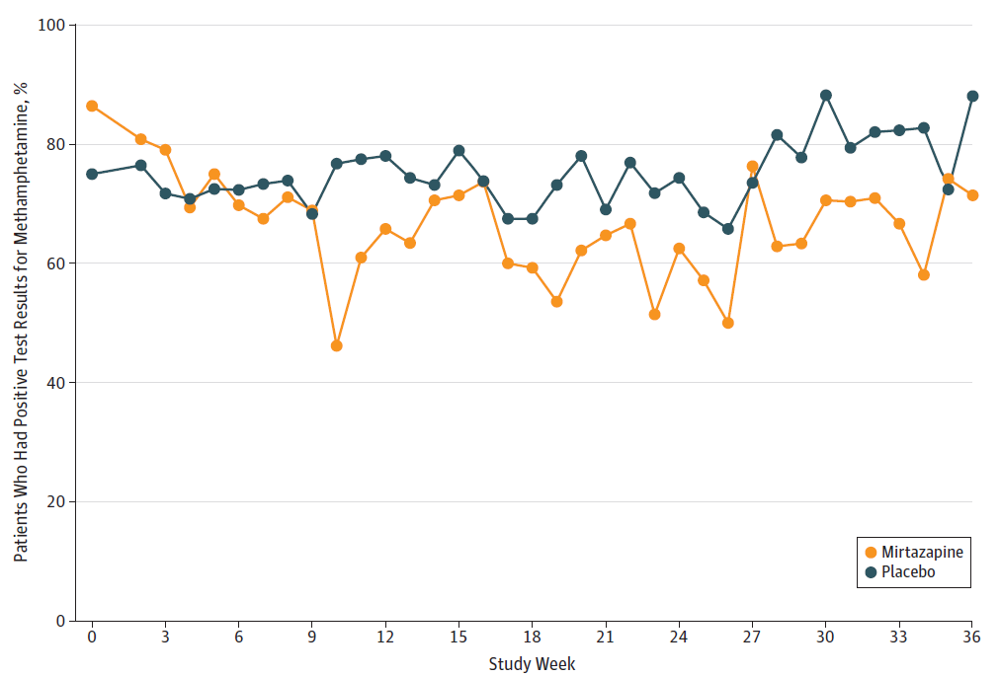 100
80
60
40
20
0
Patients Who Had Positive Test Results for Methamphetamine, %
0 3 6 9 12 15 18 21 24 27 30 33 36
Study Week
Mirtazapine
Placebo